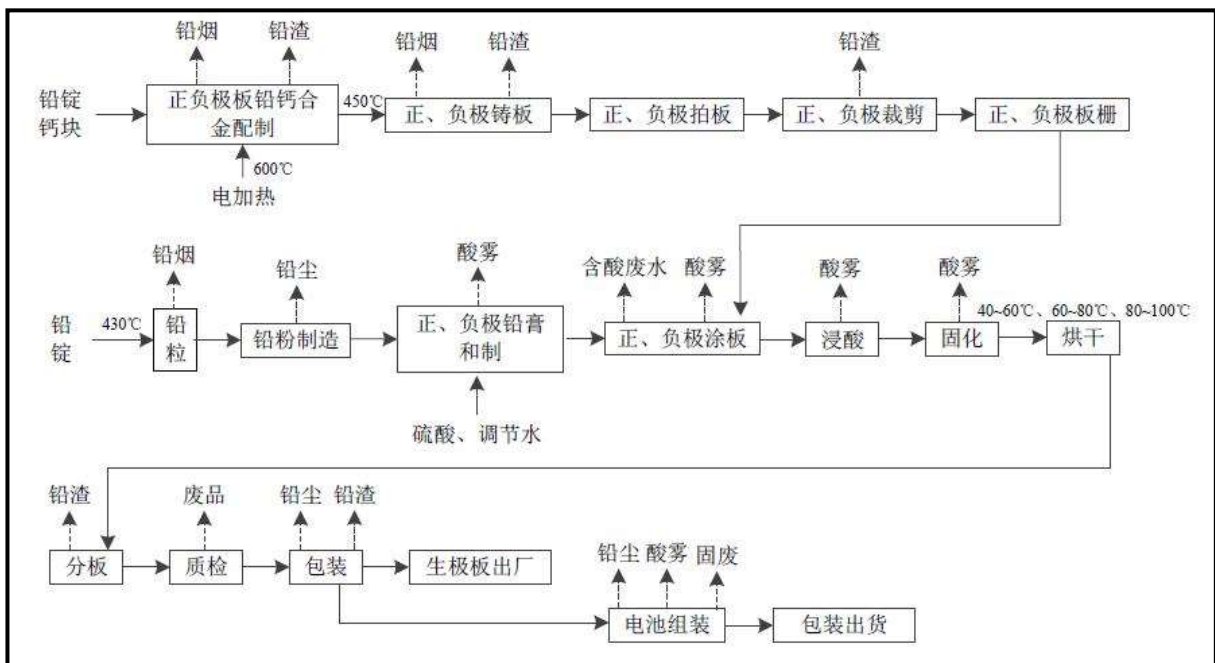 铅烟
铅渣
铅烟
铅渣
铅渣
铅锭
钙块
正负极板铅钙合
金配制
450℃
正、负极铸板
正、负极拍板
正、负极裁剪
正、负极板栅
600℃
电加热
铅烟
铅尘
酸雾
含酸废水
酸雾
酸雾
酸雾
铅
锭
430℃
铅
粒
铅粉制造
正、负极铅膏
和制
正、负极涂板
浸酸
固化
40~60℃、60~80℃、80~100℃
烘干
硫酸、调节水
铅渣
废品
铅尘
铅渣
分板
质检
包装
生极板出厂
铅尘
酸雾
固废
电池组装
包装出货